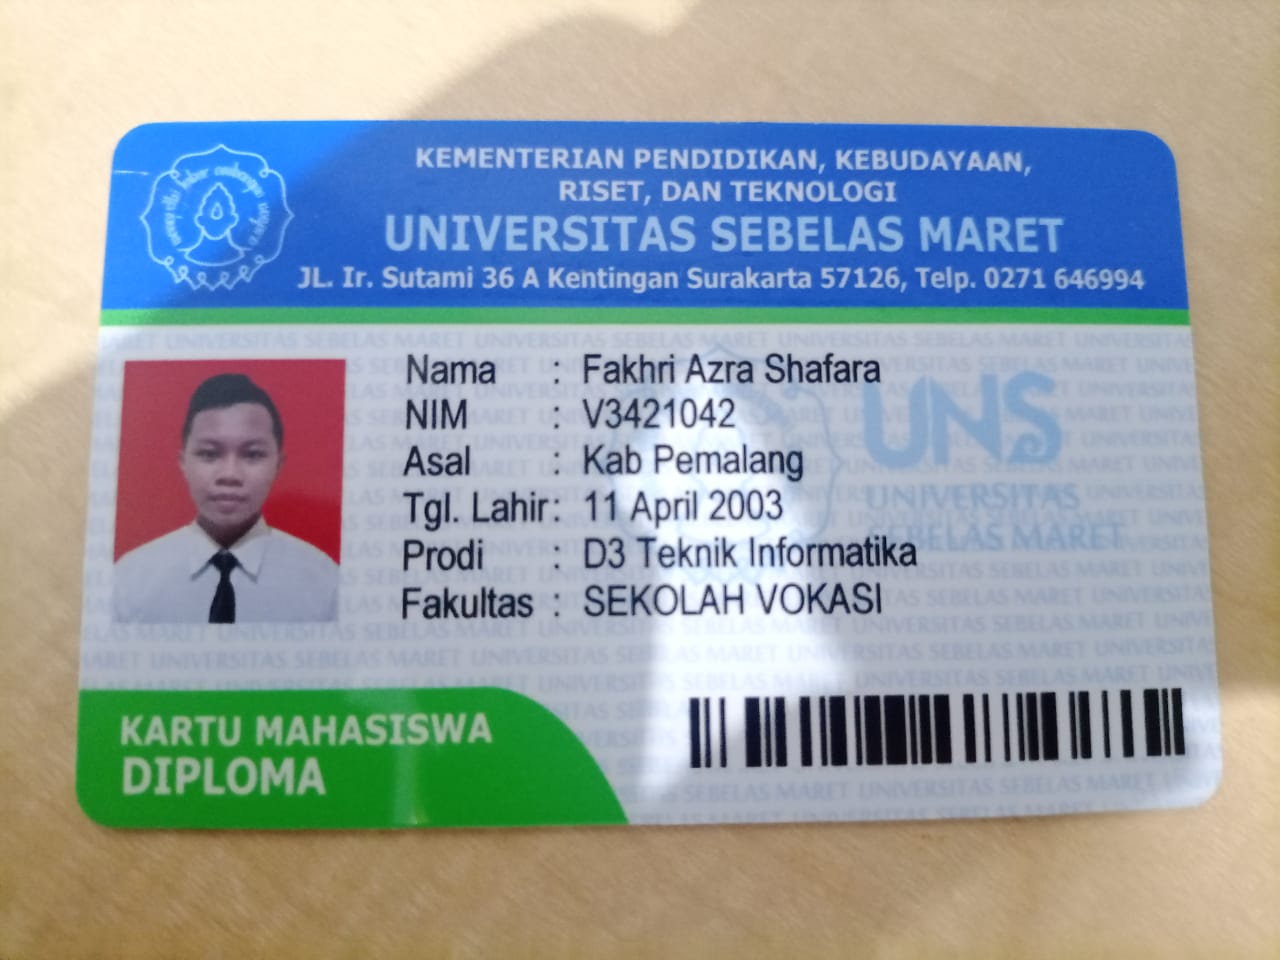 KEMENTERIAN PENDIDIKAN, KEBUDAYAAN,
RISET, DAN TEKNOLOGI
UNIVERSITAS SEBELAS MARET
JL. Ir. Sutami 36 A Kentingan Surakarta 57126, Telp. 0271 646994
Nama : Fakhri Azra Shafara
NIM : V3421042
Asal : Kab Pemalang
Tgl. Lahir : 11 April 2003
Prodi : D3 Teknik Informatika
Fakultas : SEKOLAH VOKASI
UNS
UNIVERSITAS
SEBELAS MARET
KARTU MAHASISWA
DIPLOMA